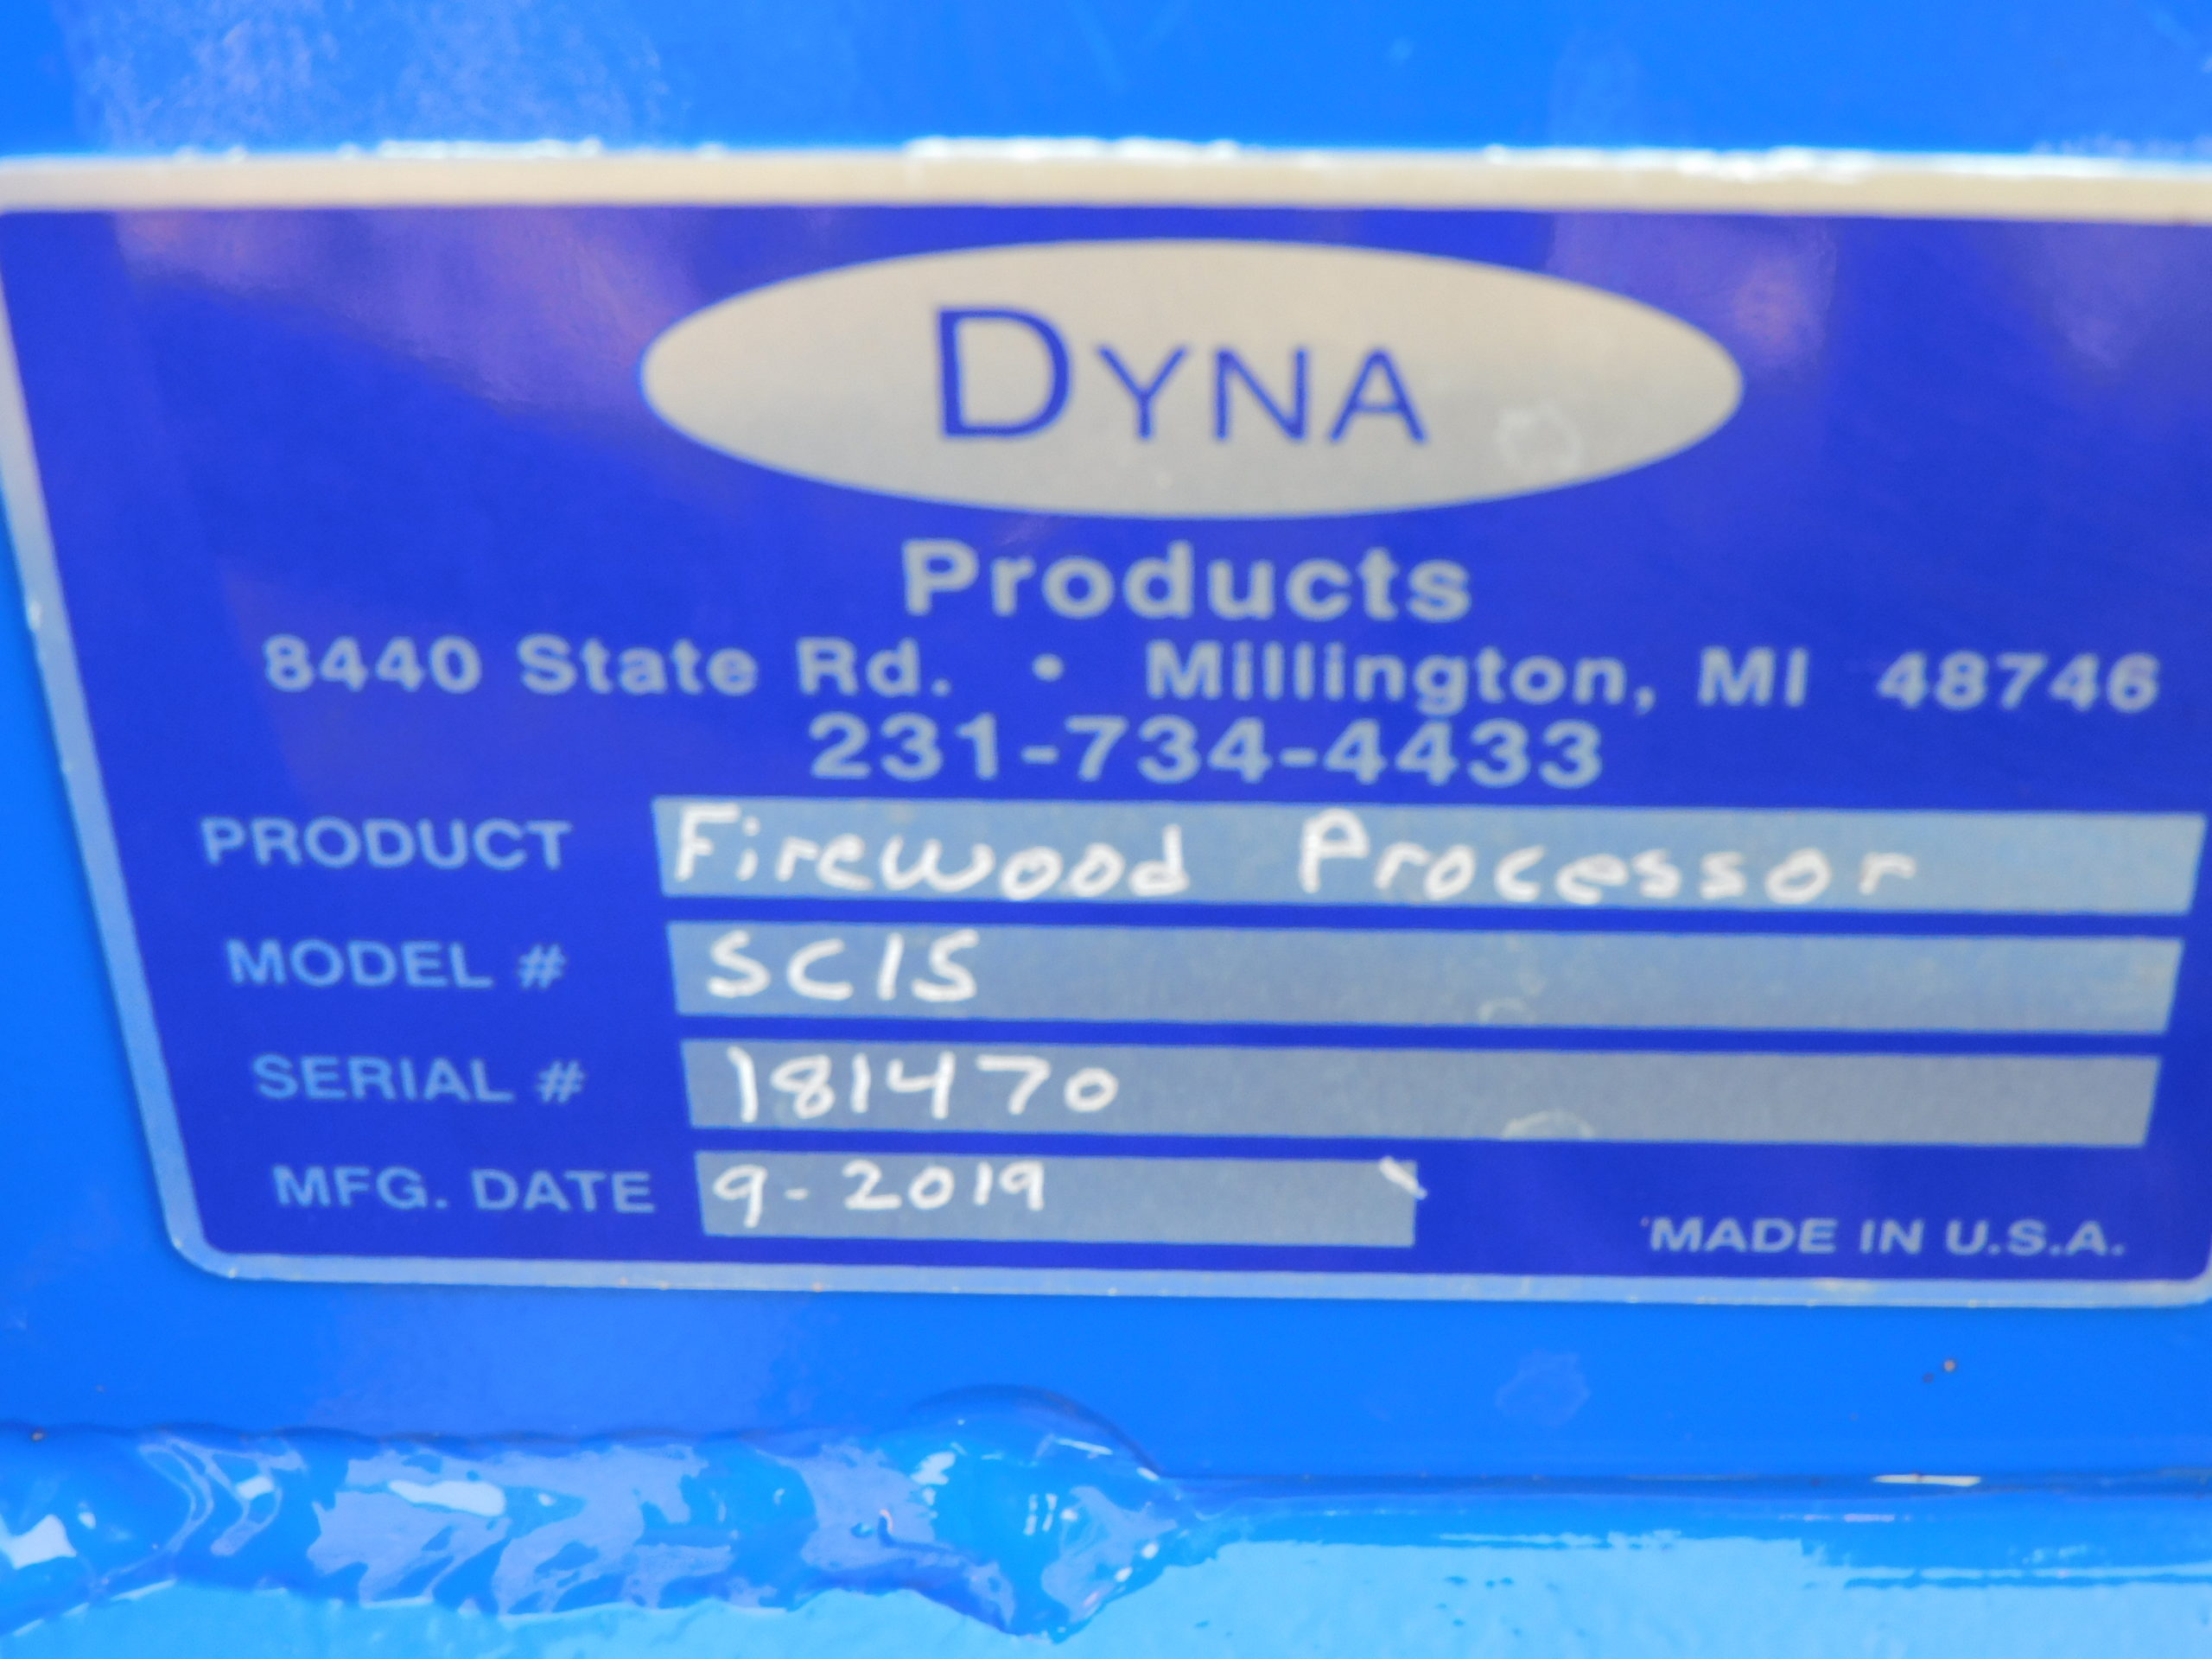 DYNA
Products
8440 State Rd. • Millington, MI 48746
231-734-4433
PRODUCT Firewood Processor
MODEL # SC15
SERIAL # 181470
MFG. DATE 9-2019
MADE IN U.S.A.